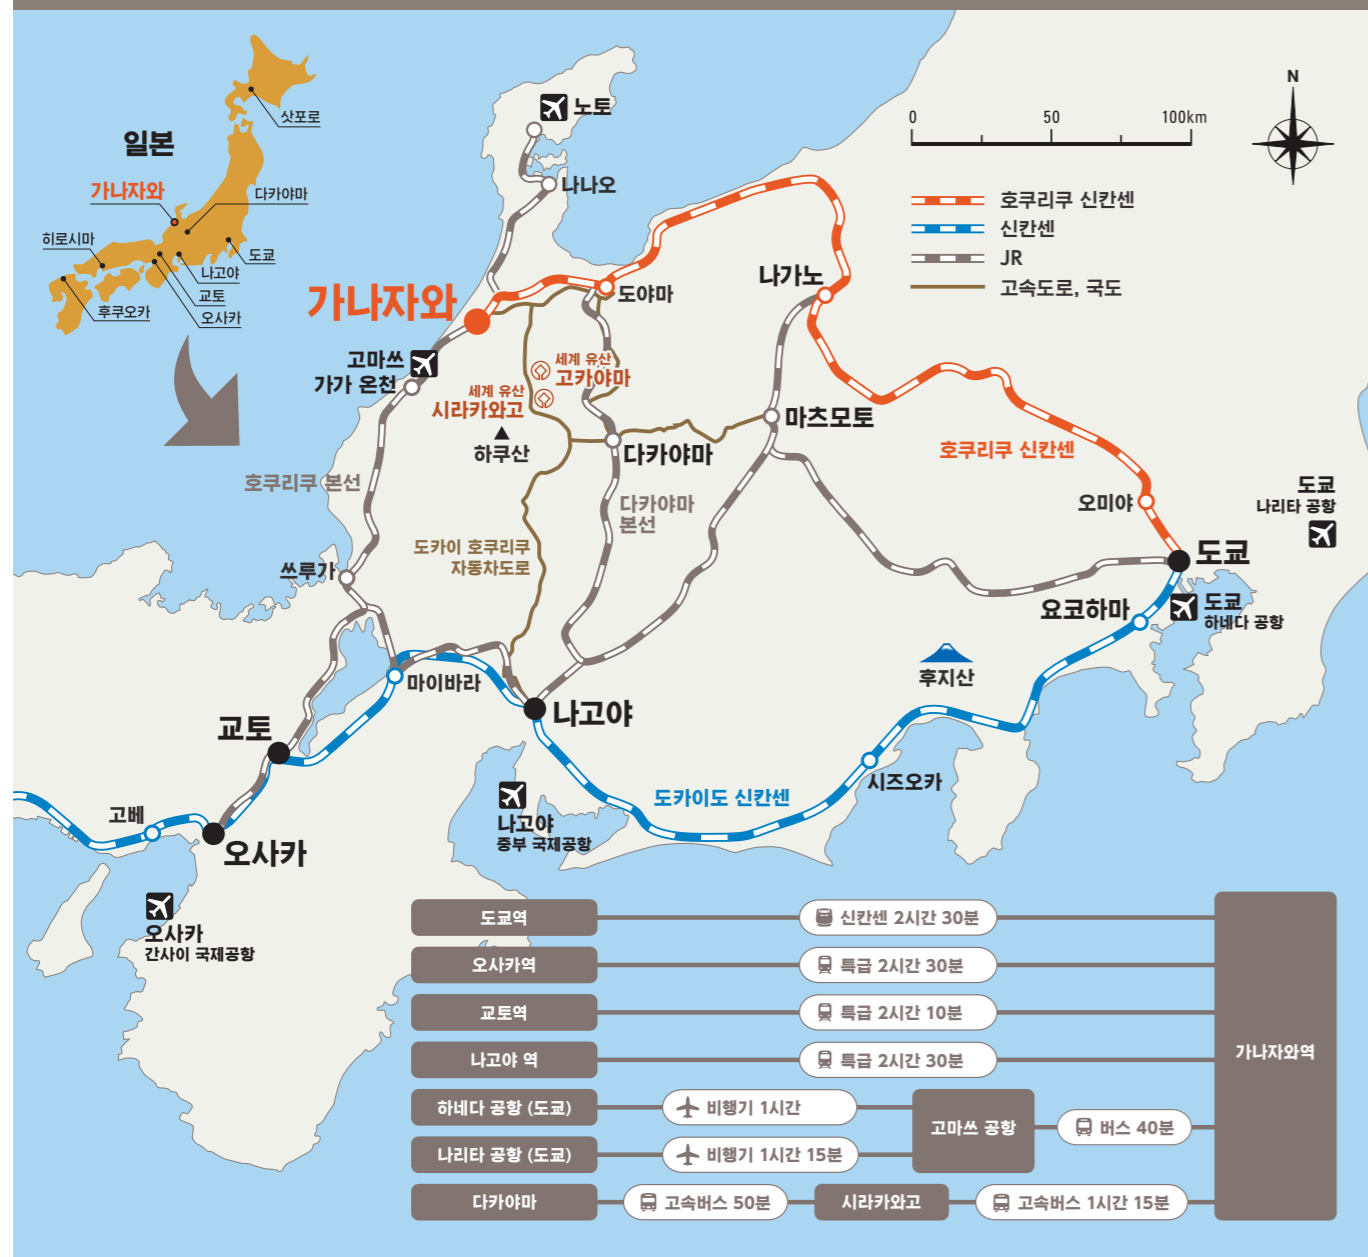 일본
삿포로
가나자와
다카야마
히로시마
도쿄
나고야
교토
오사카
후쿠오카
노토
나나오
0 50 100km
N
호쿠리쿠 신칸센
신칸센
JR
고속도로, 국도
가나자와
도야마
나가노
고마쓰
가가 온천
세계 유산
고카야마
세계 유산
시라카와고
하쿠산
다카야마
마츠모토
호쿠리쿠 신칸센
호쿠리쿠 본선
다카야마
본선
오미야
도쿄
나리타 공항
도카이 호쿠리쿠
자동차도로
쓰루가
도쿄
요코하마
도쿄
하네다 공항
후지산
마이바라
나고야
교토
시즈오카
도카이도 신칸센
고베
오사카
나고야
중부 국제공항
오사카
간사이 국제공항
도쿄역 신칸센 2시간 30분
오사카역 특급 2시간 30분
교토역 특급 2시간 10분
나고야 역 특급 2시간 30분
가나자와역
하네다 공항 (도쿄) 비행기 1시간
고마쓰 공항 버스 40분
나리타 공항 (도쿄) 비행기 1시간 15분
다카야마 고속버스 50분 시라카와고 고속버스 1시간 15분